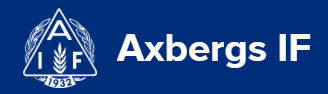 A
I F
1932
Axbergs IF